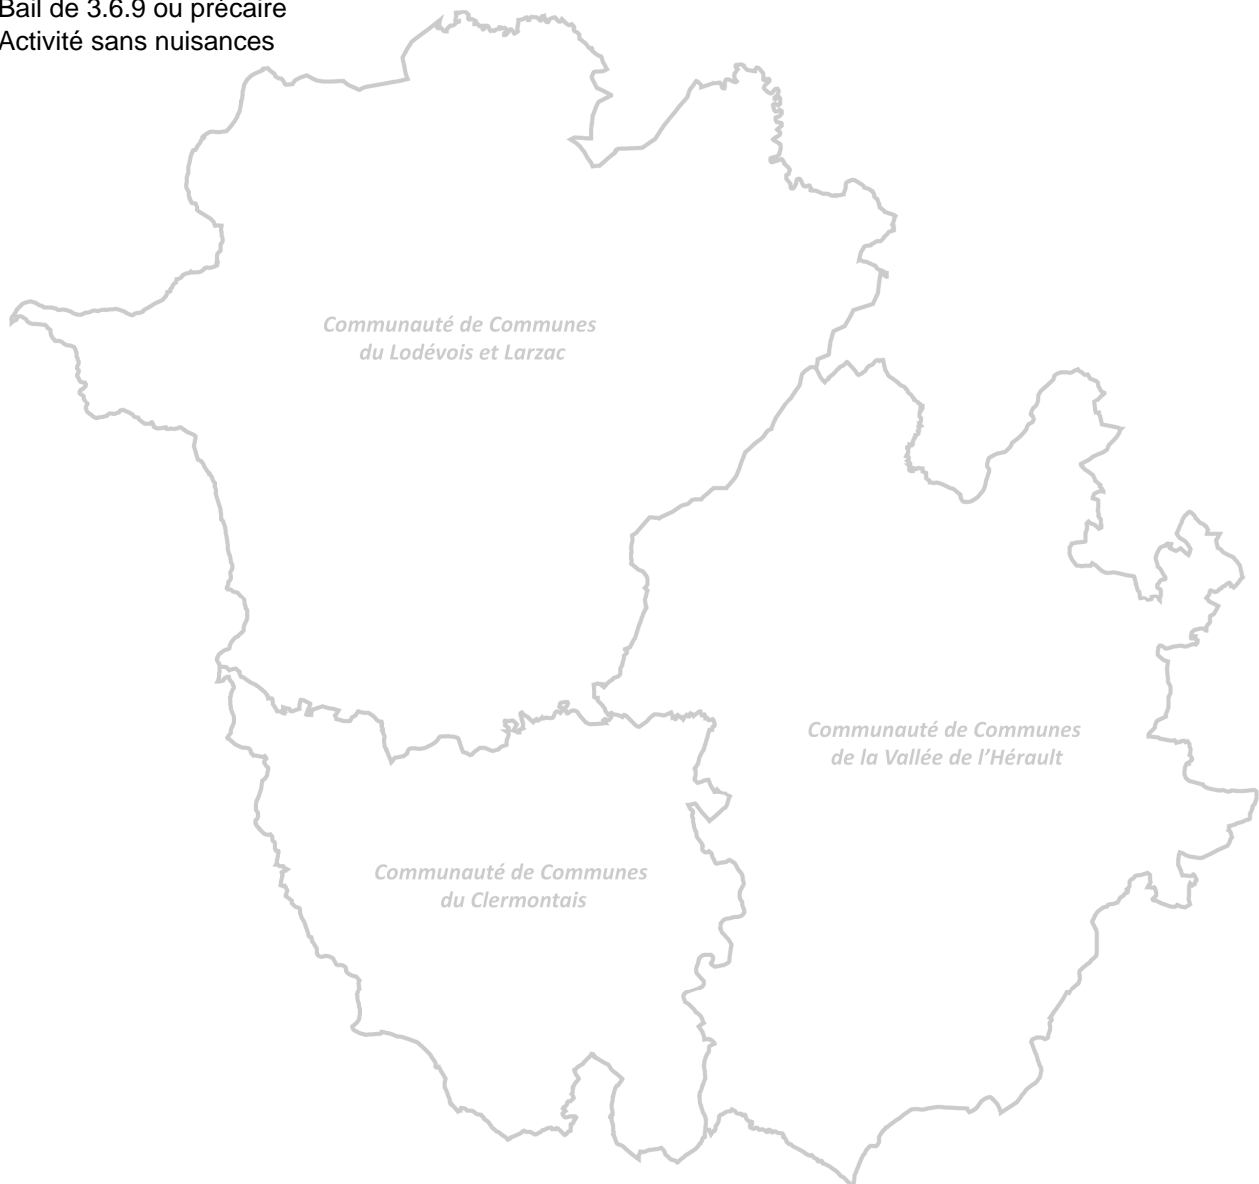 Bail de 3.6.9 ou précaire
Activité sans nuisances
Communauté de Communes
du Lodévois et Larzac
Communauté de Communes
de la Vallée de l’Hérault
Communauté de Communes
du Clermontais